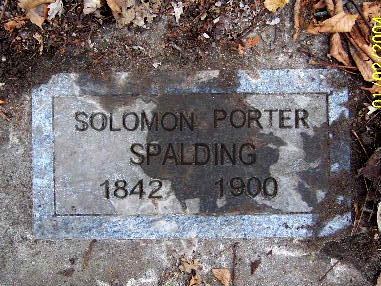 SOLOMON PORTER
SPALDING
1842 1900